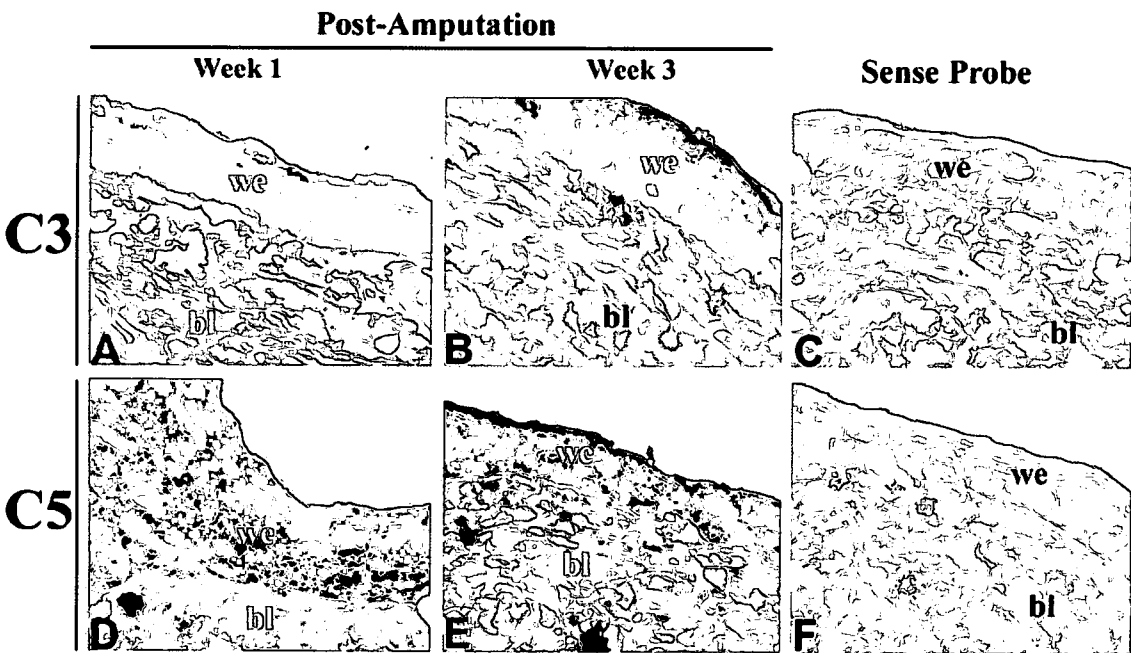 Post-Amputation
Week 1 Week 3 Sense Probe
C3
we we we
bl bl bl
A B C
C5
we we we
bl bl bl
D E F